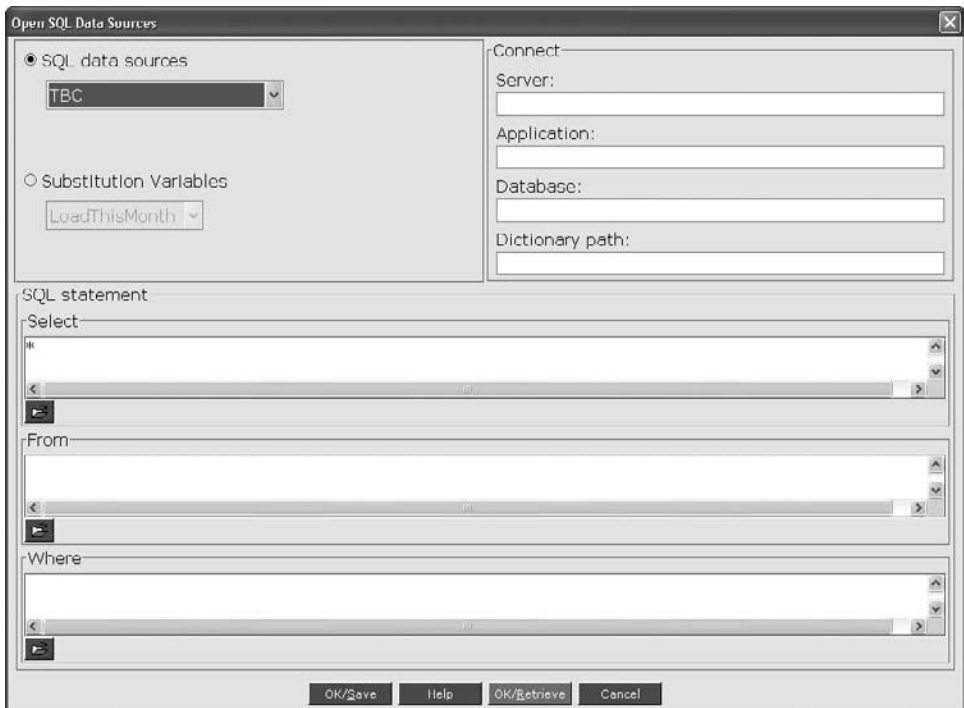 Open SQL Data Sources
SQL data sources
TBC
Substitution Variables
LoadThisMonth
Connect
Server:
Application:
Database:
Dictionary path:
SQL statement
Select
*
From
Where
OK/Save
Help
OK/Retrieve
Cancel